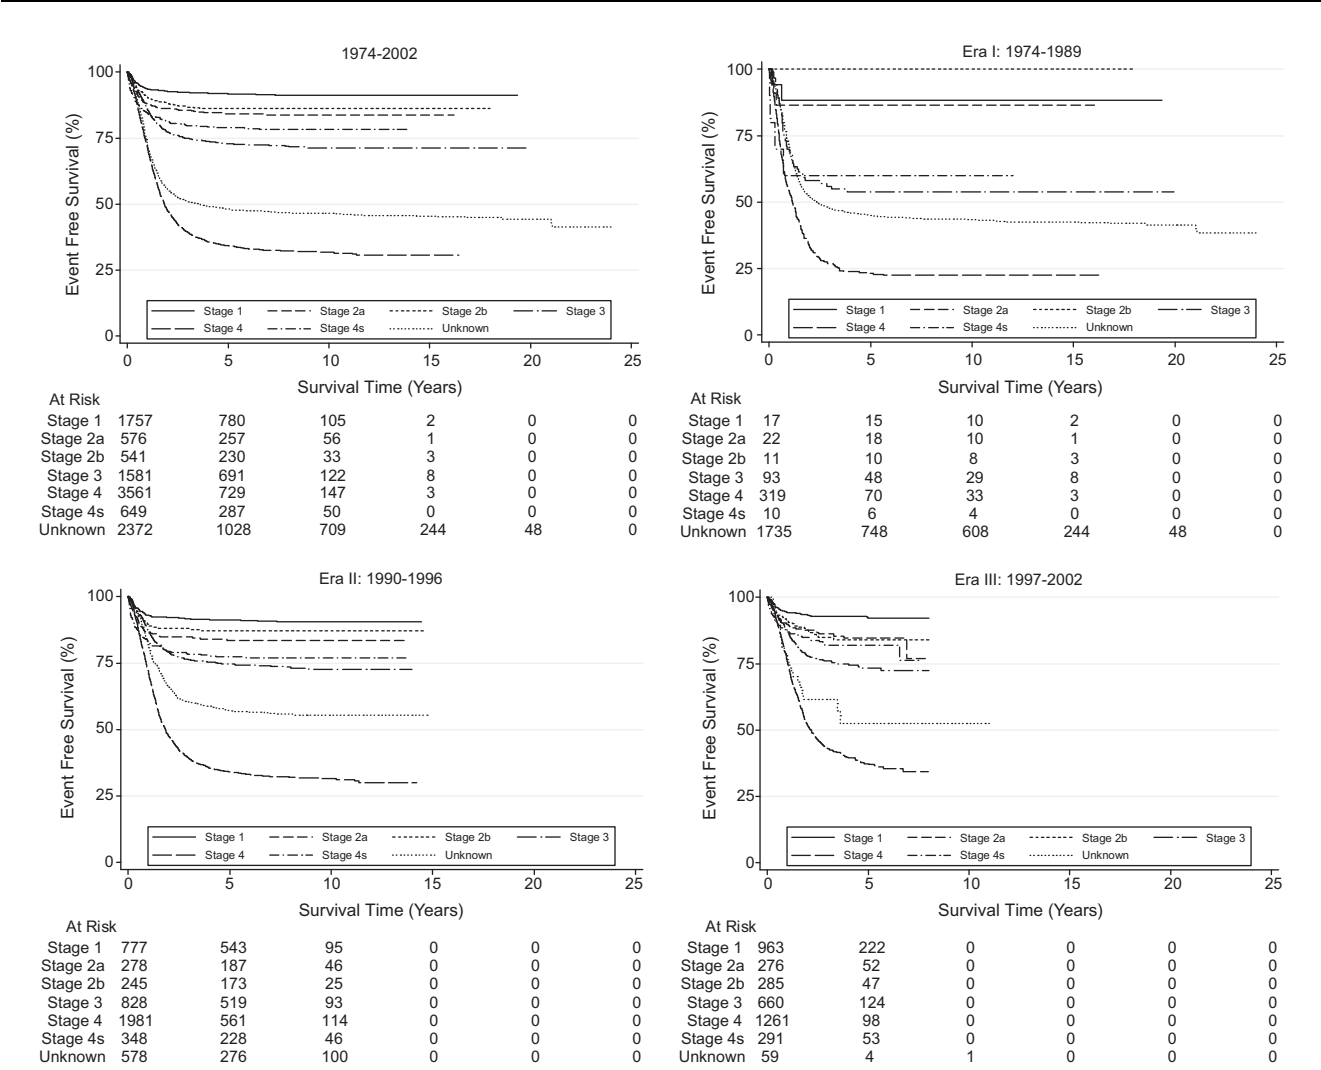 1974-2002
Event Free Survival (%)
100
75
50
25
0
Stage 1 Stage 2a Stage 2b Stage 3
Stage 4 Stage 4s Unknown
0 5 10 15 20 25
Survival Time (Years)
At Risk
Stage 1 1757 780 105 2 0 0
Stage 2a 576 257 56 1 0 0
Stage 2b 541 230 33 3 0 0
Stage 3 1581 691 122 8 0 0
Stage 4 3561 729 147 3 0 0
Stage 4s 649 287 50 0 0 0
Unknown 2372 1028 709 244 48 0
Era I: 1974-1989
Event Free Survival (%)
100
75
50
25
0
Stage 1 Stage 2a Stage 2b Stage 3
Stage 4 Stage 4s Unknown
0 5 10 15 20 25
Survival Time (Years)
At Risk
Stage 1 17 15 10 2 0 0
Stage 2a 22 18 10 1 0 0
Stage 2b 11 10 8 3 0 0
Stage 3 93 48 29 8 0 0
Stage 4 319 70 33 3 0 0
Stage 4s 10 6 4 0 0 0
Unknown 1735 748 608 244 48 0
Era II: 1990-1996
Event Free Survival (%)
100
75
50
25
0
Stage 1 Stage 2a Stage 2b Stage 3
Stage 4 Stage 4s Unknown
0 5 10 15 20 25
Survival Time (Years)
At Risk
Stage 1 777 543 95 0 0 0
Stage 2a 278 187 46 0 0 0
Stage 2b 245 173 25 0 0 0
Stage 3 828 519 93 0 0 0
Stage 4 1981 561 114 0 0 0
Stage 4s 348 228 46 0 0 0
Unknown 578 276 100 0 0 0
Era III: 1997-2002
Event Free Survival (%)
100
75
50
25
0
Stage 1 Stage 2a Stage 2b Stage 3
Stage 4 Stage 4s Unknown
0 5 10 15 20 25
Survival Time (Years)
At Risk
Stage 1 963 222 0 0 0 0
Stage 2a 276 52 0 0 0 0
Stage 2b 285 47 0 0 0 0
Stage 3 660 124 0 0 0 0
Stage 4 1261 98 0 0 0 0
Stage 4s 291 53 0 0 0 0
Unknown 59 4 1 0 0 0